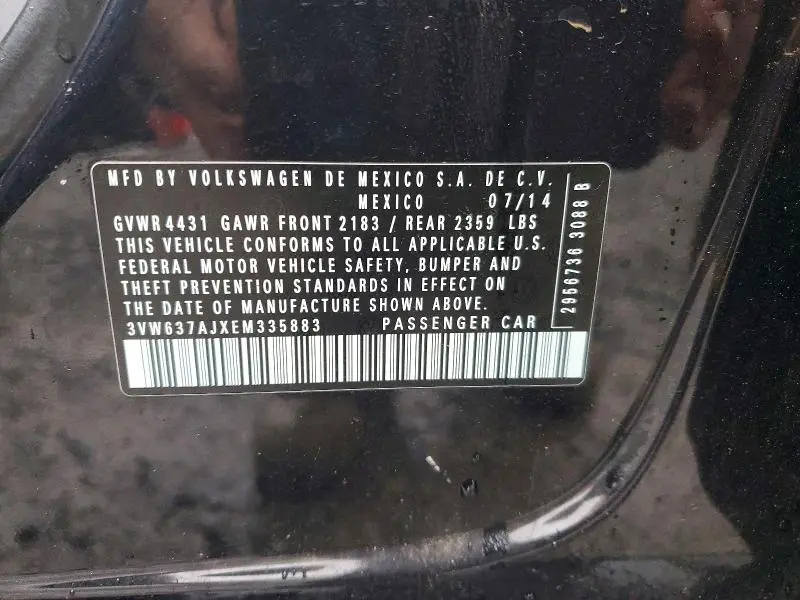 MFD BY VOLKSWAGEN DE MEXICO S.A. DE C.V.
MEXICO 07/14
GVWR 4431 GAWR FRONT 2183 / REAR 2359 LBS
THIS VEHICLE CONFORMS TO ALL APPLICABLE U.S.
FEDERAL MOTOR VEHICLE SAFETY, BUMPER AND
THEFT PREVENTION STANDARDS IN EFFECT ON
THE DATE OF MANUFACTURE SHOWN ABOVE.
3VW637AJXEM335883 PASSENGER CAR
2956736 3088 B